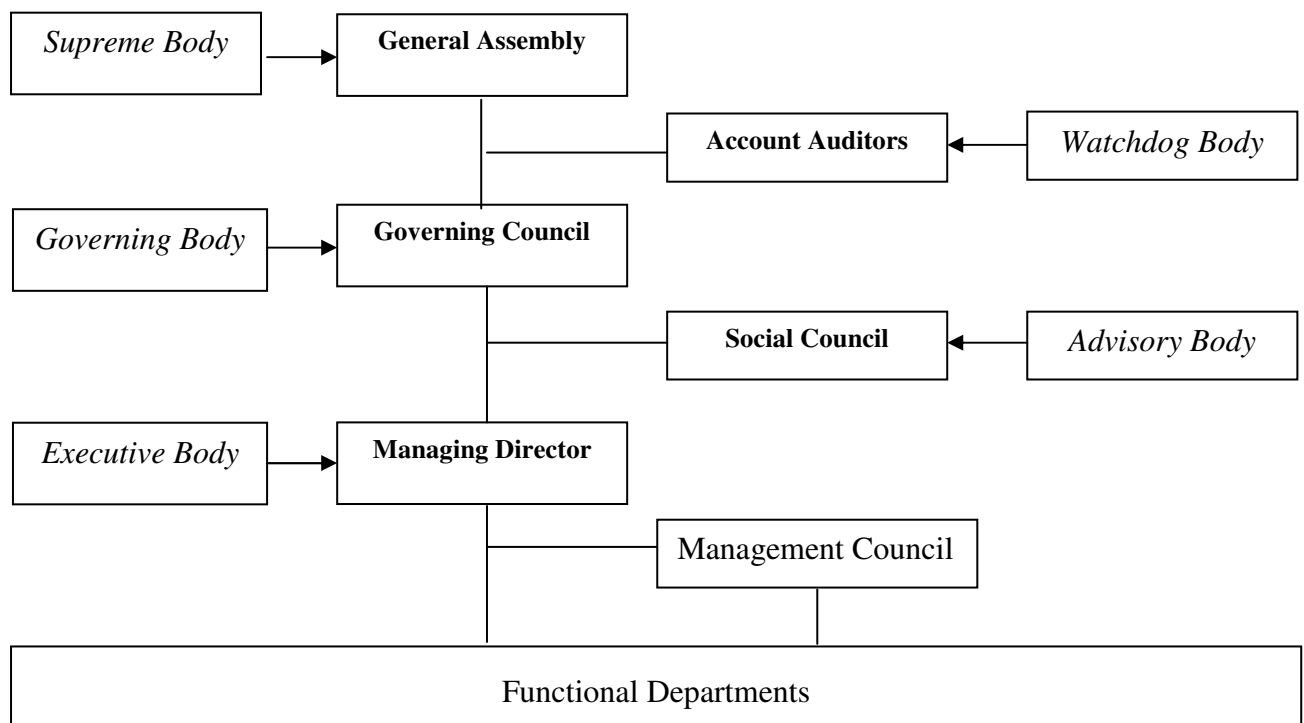 Supreme Body
General Assembly
Account Auditors
Watchdog Body
Governing Body
Governing Council
Social Council
Advisory Body
Executive Body
Managing Director
Management Council
Functional Departments